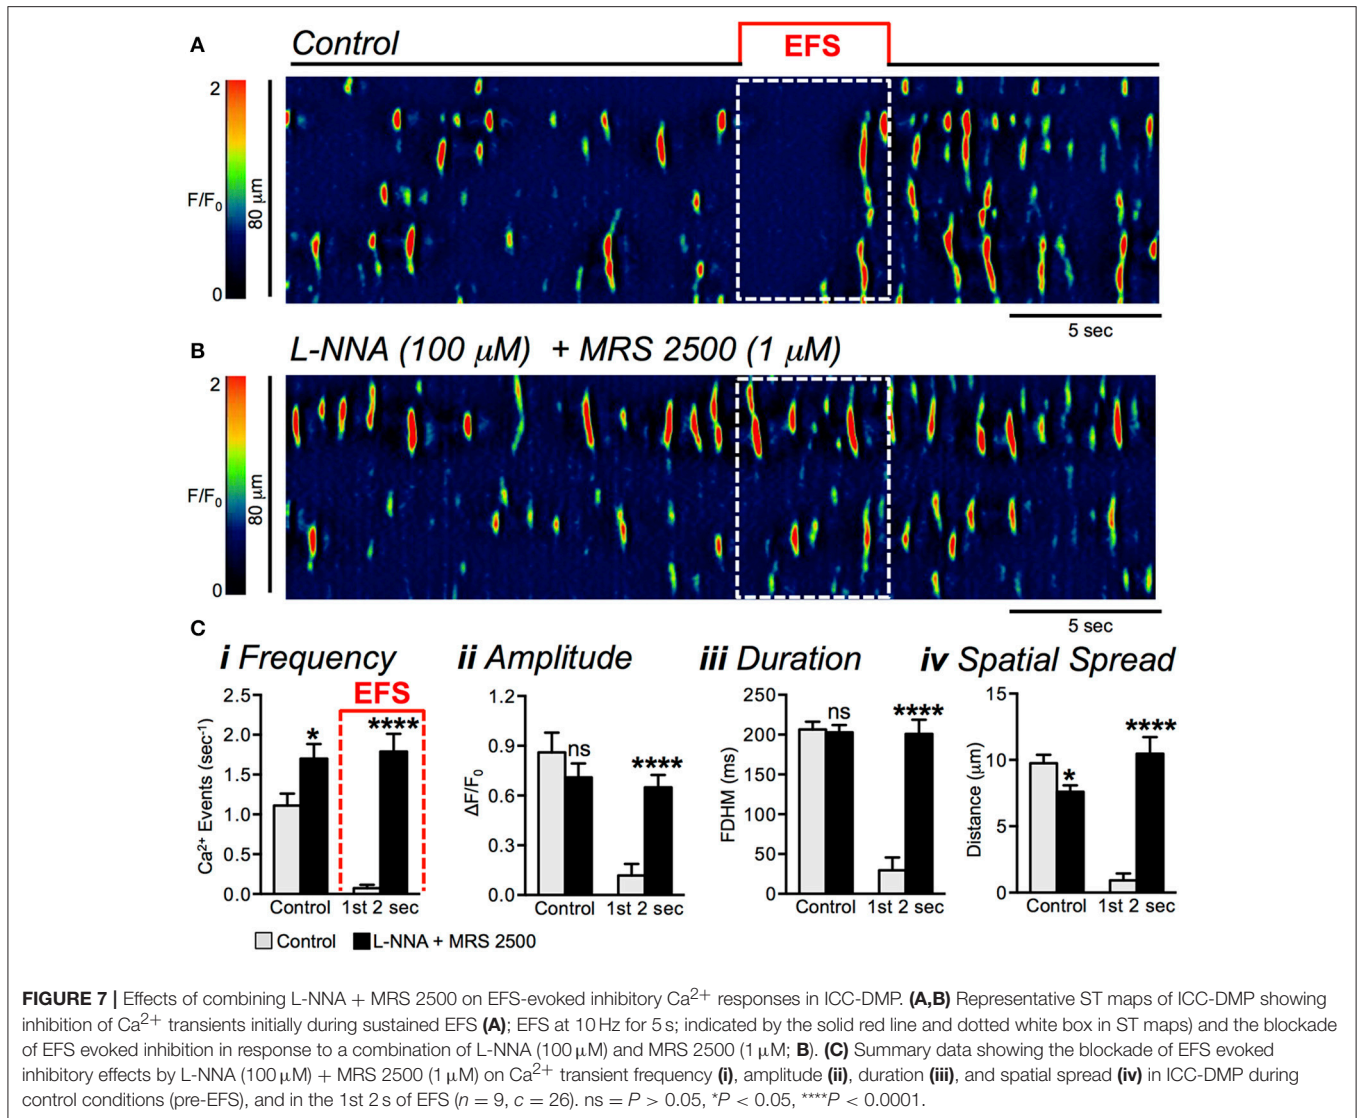 A
Control
EFS
2
F/F0
80 μm
0
5 sec
B
L-NNA (100 μM) + MRS 2500 (1 μM)
2
F/F0
80 μm
0
5 sec
C
i Frequency
ii Amplitude
iii Duration
iv Spatial Spread
EFS
Ca2+ Events (sec-1)
2.5
2.0
1.5
1.0
0.5
0.0
*
****
Control 1st 2 sec
ΔF/F0
1.2
0.9
0.6
0.3
0.0
ns
****
Control 1st 2 sec
FDHM (ms)
250
200
150
100
50
0
ns
****
Control 1st 2 sec
Distance (μm)
15
10
5
0
*
****
Control 1st 2 sec
Control L-NNA + MRS 2500
FIGURE 7 | Effects of combining L-NNA + MRS 2500 on EFS-evoked inhibitory Ca2+ responses in ICC-DMP. (A,B) Representative ST maps of ICC-DMP showing
inhibition of Ca2+ transients initially during sustained EFS (A); EFS at 10 Hz for 5 s; indicated by the solid red line and dotted white box in ST maps) and the blockade
of EFS evoked inhibition in response to a combination of L-NNA (100 μM) and MRS 2500 (1 μM; B). (C) Summary data showing the blockade of EFS evoked
inhibitory effects by L-NNA (100 μM) + MRS 2500 (1 μM) on Ca2+ transient frequency (i), amplitude (ii), duration (iii), and spatial spread (iv) in ICC-DMP during
control conditions (pre-EFS), and in the 1st 2 s of EFS (n = 9, c = 26). ns = P > 0.05, *P < 0.05, ****P < 0.0001.